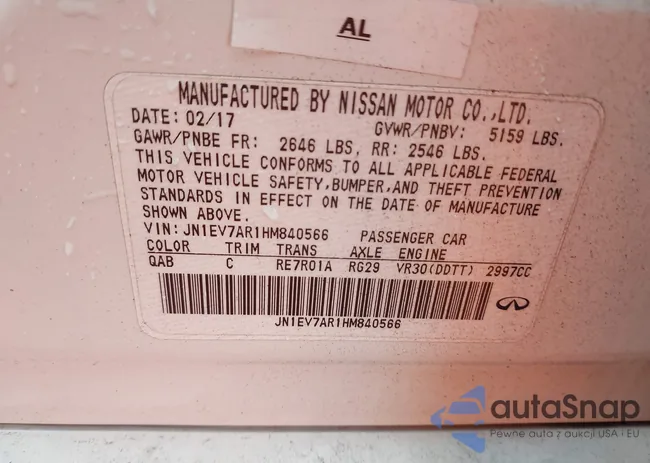 AL
MANUFACTURED BY NISSAN MOTOR CO.,LTD.
DATE: 02/17 GVWR/PNBV: 5159 LBS.
GAWR/PNBE FR: 2646 LBS. RR: 2546 LBS.
THIS VEHICLE CONFORMS TO ALL APPLICABLE FEDERAL
MOTOR VEHICLE SAFETY,BUMPER,AND THEFT PREVENTION
STANDARDS IN EFFECT ON THE DATE OF MANUFACTURE
SHOWN ABOVE.
VIN: JN1EV7AR1HM840566 PASSENGER CAR
COLOR TRIM TRANS AXLE ENGINE
QAB C RE7R01A RG29 VR30(DDTT) 2997CC
JN1EV7AR1HM840566
autaSnap
Pewne auta z aukcji USA i EU